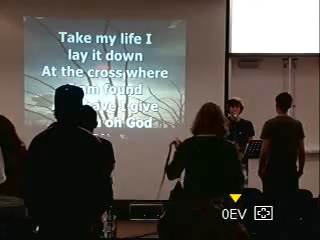 Take my life I
lay it down
At the cross where
am found
I give
on God
0EV